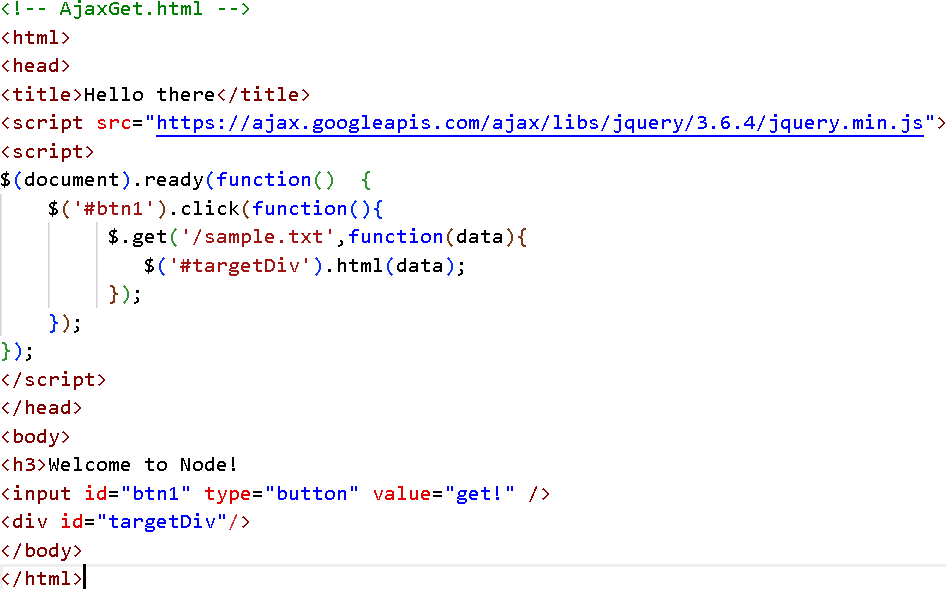 <!-- AjaxGet.html -->
<html>
<head>
<title>Hello there</title>
<script src="https://ajax.googleapis.com/ajax/libs/jquery/3.6.4/jquery.min.js">
<script>
$(document).ready(function()  {
    $('#btn1').click(function(){
         $.get('/sample.txt',function(data){
            $('#targetDiv').html(data);
         });
    });
});
</script>
</head>
<body>
<h3>Welcome to Node!
<input id="btn1" type="button" value="get!" />
<div id="targetDiv"/>
</body>
</html>